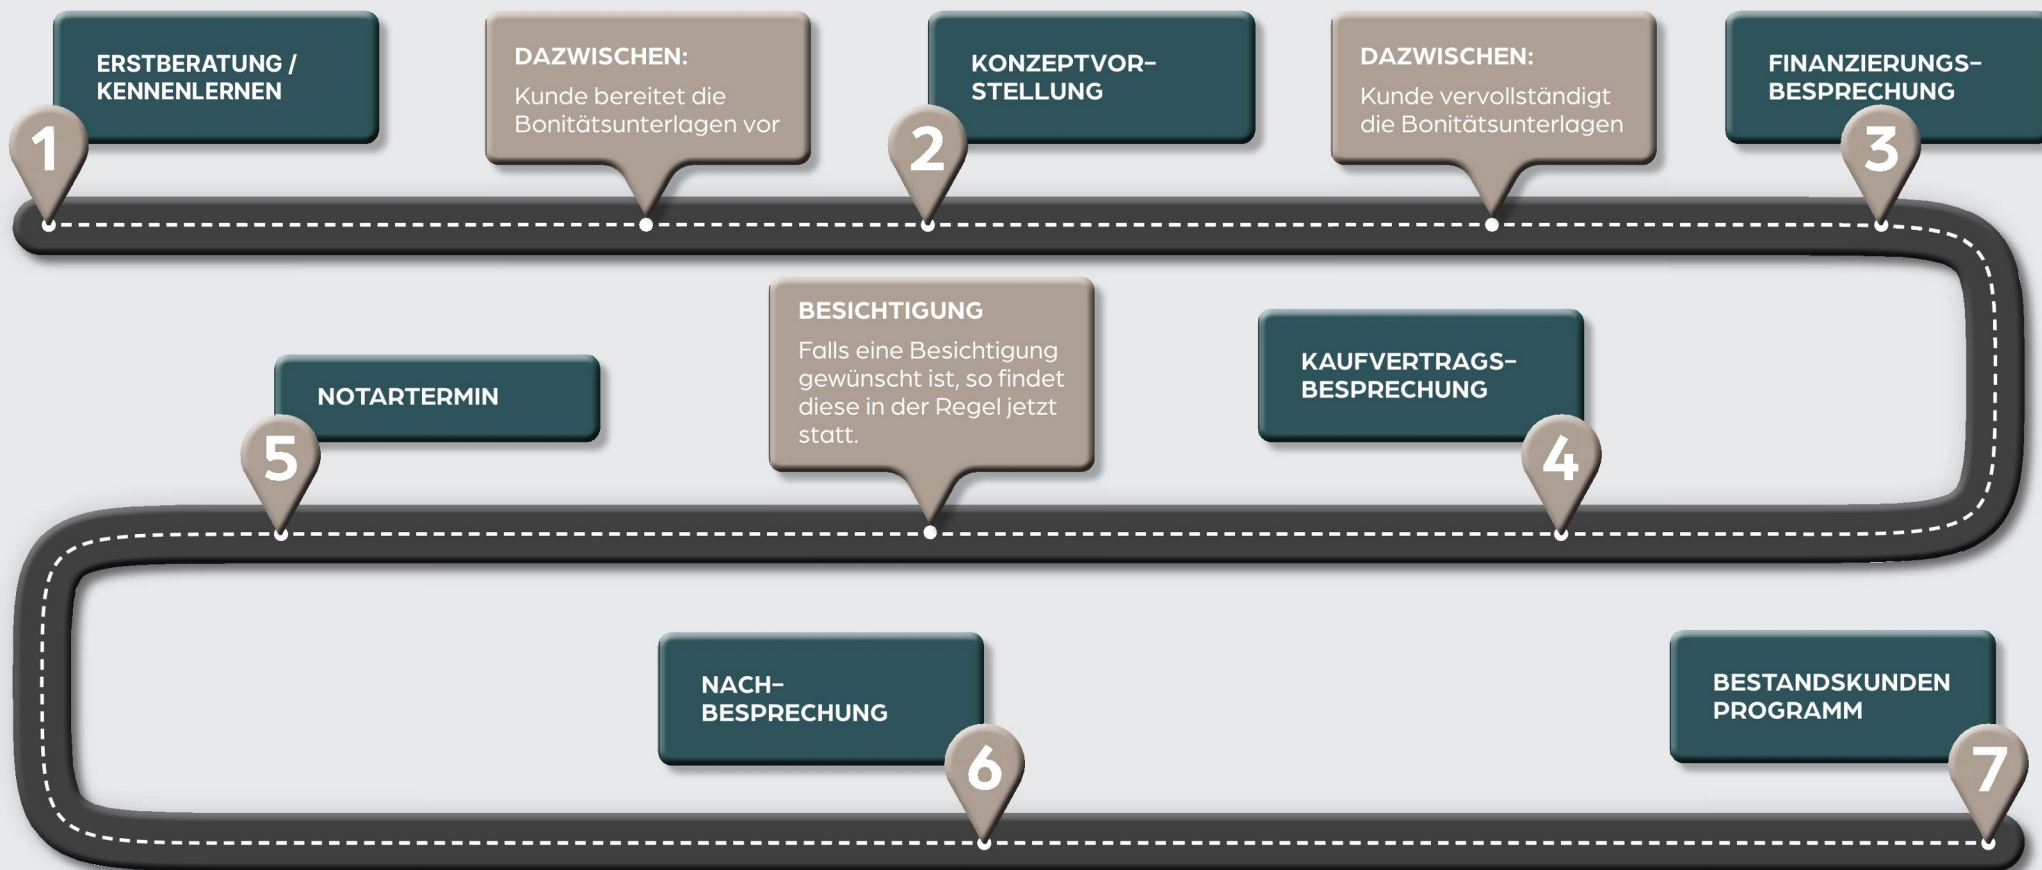 ERSTBERATUNG /
KENNENLERNEN
1
DAZWISCHEN:
Kunde bereitet die
Bonitätsunterlagen vor
KONZEPTVOR-
STELLUNG
2
DAZWISCHEN:
Kunde vervollständigt
die Bonitätsunterlagen
FINANZIERUNGS-
BESPRECHUNG
3
KAUFVERTRAGS-
BESPRECHUNG
4
BESICHTIGUNG
Falls eine Besichtigung
gewünscht ist, so findet
diese in der Regel jetzt
statt.
NOTARTERMIN
5
NACH-
BESPRECHUNG
6
BESTANDSKUNDEN
PROGRAMM
7